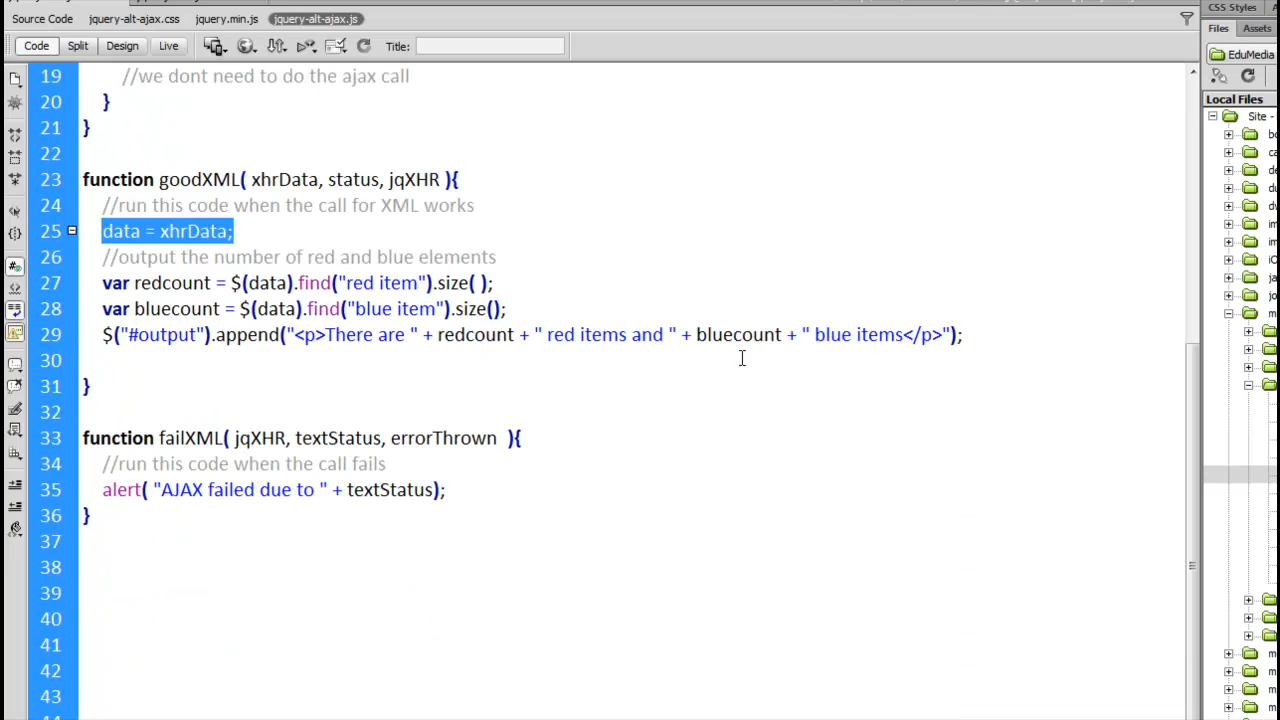 Source Code jquery-alt-ajax.css jquery.min.js jquery-alt-ajax.js
CSS Styles
Files Assets
Code Split Design Live Title:
EduMedia
Local Files
Site -
19 //we dont need to do the ajax call
20 }
21 }
22
23 function goodXML( xhrData, status, jqXHR ){
24 //run this code when the call for XML works
25 data = xhrData;
26 //output the number of red and blue elements
27 var redcount = $(data).find("red item").size( );
28 var bluecount = $(data).find("blue item").size();
29 $("#output").append("<p>There are " + redcount + " red items and " + bluecount + " blue items</p>");
30
31 }
32
33 function failXML( jqXHR, textStatus, errorThrown ){
34 //run this code when the call fails
35 alert( "AJAX failed due to " + textStatus);
36 }
37
38
39
40
41
42
43